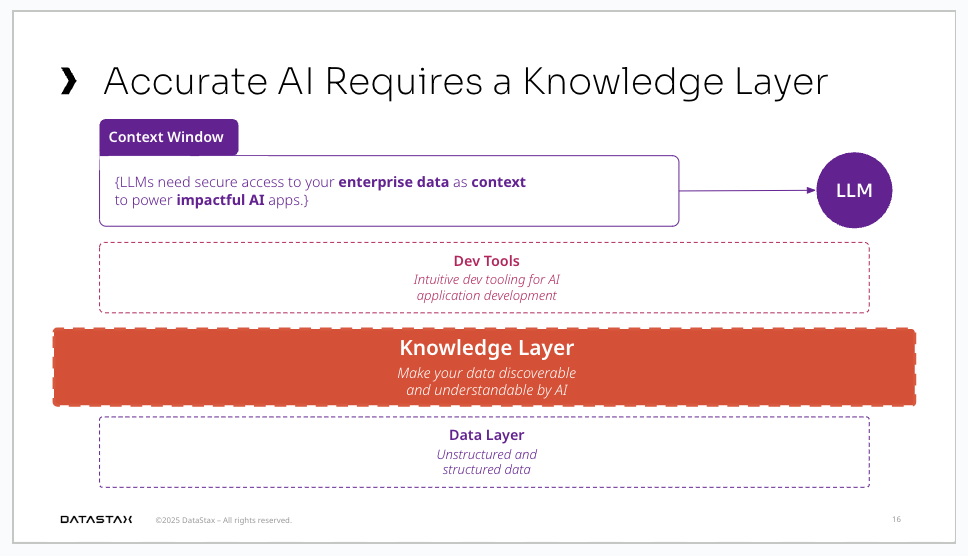 Accurate AI Requires a Knowledge Layer
Context Window
{LLMs need secure access to your enterprise data as context
to power impactful AI apps.}
LLM
Dev Tools
Intuitive dev tooling for AI
application development
Knowledge Layer
Make your data discoverable
and understandable by AI
Data Layer
Unstructured and
structured data
DATASTAX
©2025 DataStax – All rights reserved.
16